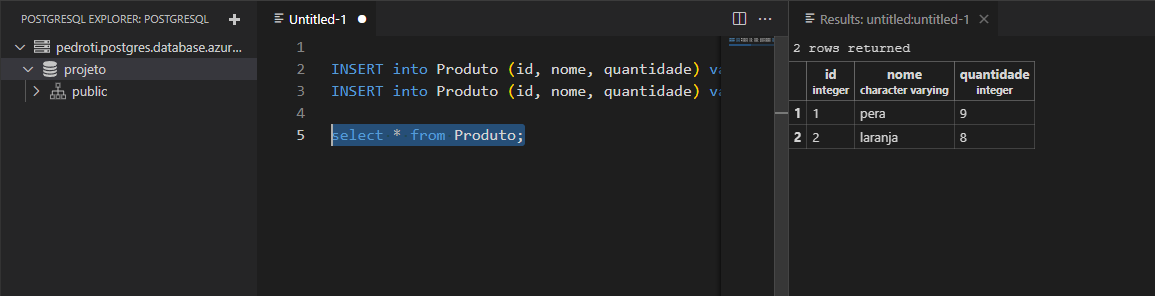 POSTGRESQL EXPLORER: POSTGRESQL
pedroti.postgres.database.azur...
projeto
public
Untitled-1
1
2 INSERT into Produto (id, nome, quantidade) va
3 INSERT into Produto (id, nome, quantidade) va
4
5 select * from Produto;
Results: untitled:untitled-1
2 rows returned
id nome quantidade
integer character varying integer
1 1 pera 9
2 2 laranja 8